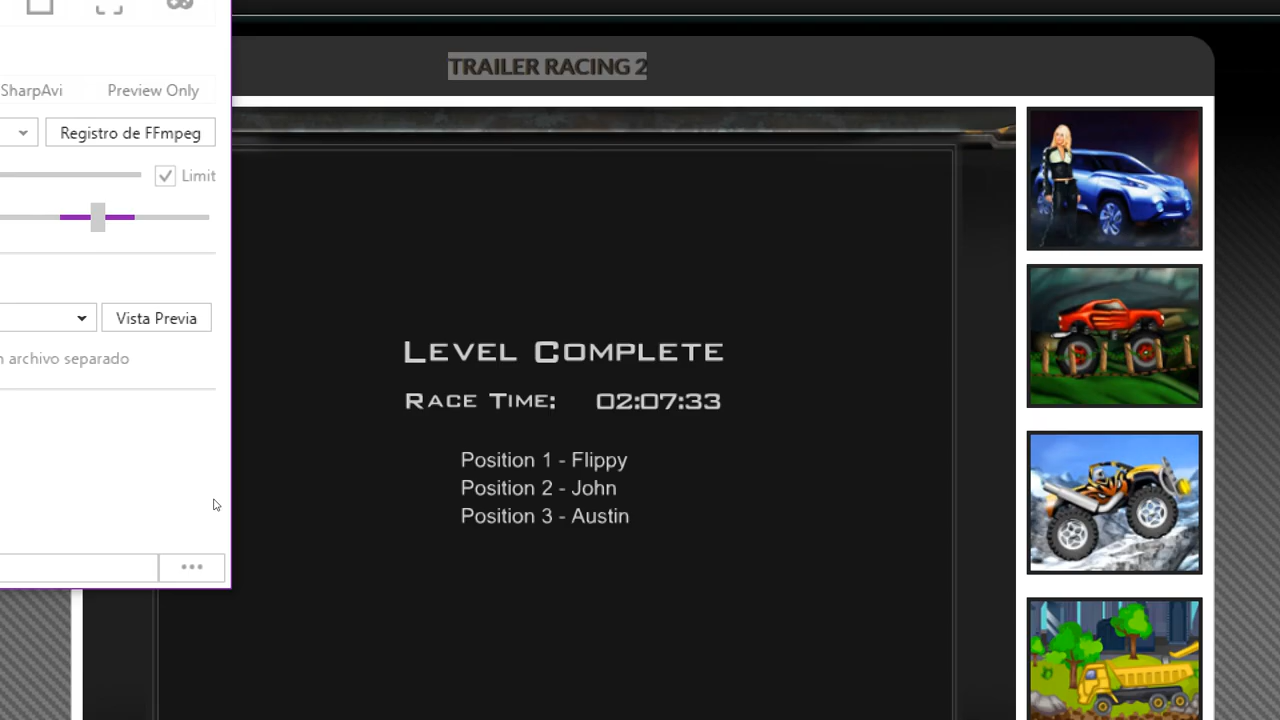 TRAILER RACING 2
SharpAvi Preview Only
Registro de FFmpeg
Limit
Vista Previa
archivo separado
LEVEL COMPLETE
RACE TIME: 02:07:33
Position 1 - Flippy
Position 2 - John
Position 3 - Austin